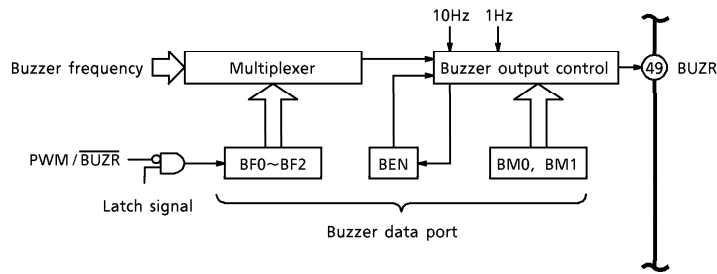 10Hz 1Hz
Buzzer frequency
Multiplexer
Buzzer output control
49
BUZR
PWM / B̅U̅Z̅R̅
BF0~BF2
BEN
BM0, BM1
Latch signal
Buzzer data port